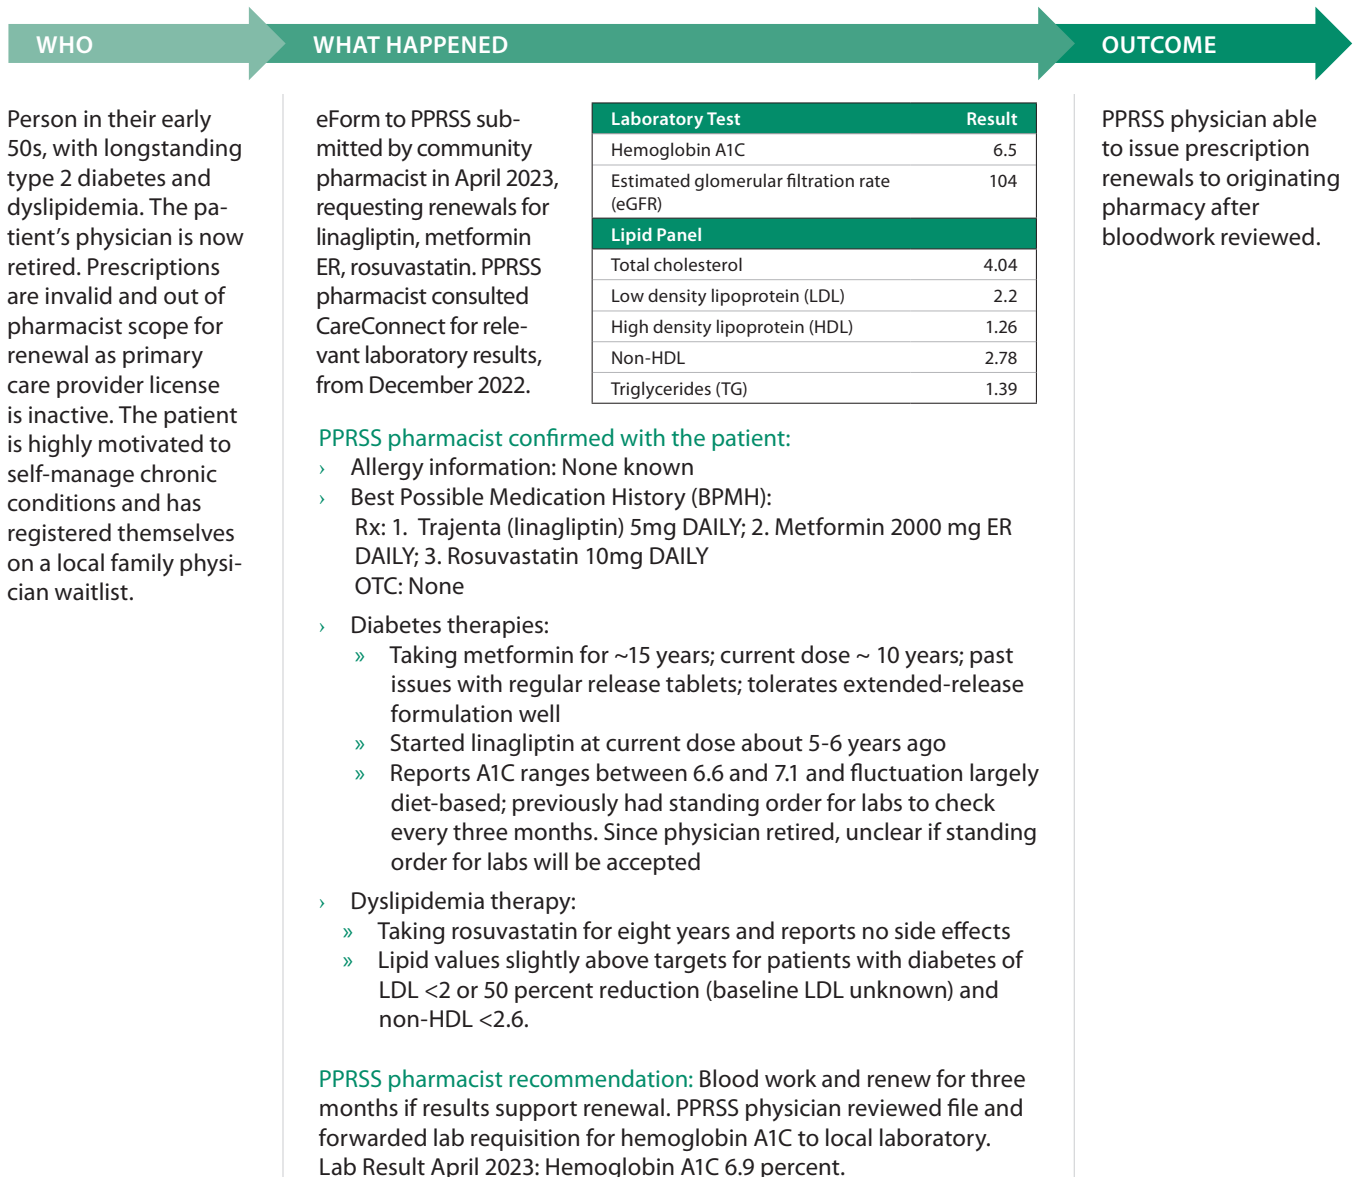 WHO
WHAT HAPPENED
OUTCOME
Person in their early
50s, with longstanding
type 2 diabetes and
dyslipidemia. The pa-
tient’s physician is now
retired. Prescriptions
are invalid and out of
pharmacist scope for
renewal as primary
care provider license
is inactive. The patient
is highly motivated to
self-manage chronic
conditions and has
registered themselves
on a local family physi-
cian waitlist.
eForm to PPRSS sub-
mitted by community
pharmacist in April 2023,
requesting renewals for
linagliptin, metformin
ER, rosuvastatin. PPRSS
pharmacist consulted
CareConnect for rele-
vant laboratory results,
from December 2022.
Laboratory Test Result
Hemoglobin A1C 6.5
Estimated glomerular filtration rate 104
(eGFR)
Lipid Panel
Total cholesterol 4.04
Low density lipoprotein (LDL) 2.2
High density lipoprotein (HDL) 1.26
Non-HDL 2.78
Triglycerides (TG) 1.39
PPRSS pharmacist confirmed with the patient:
› Allergy information: None known
› Best Possible Medication History (BPMH):
Rx: 1. Trajenta (linagliptin) 5mg DAILY; 2. Metformin 2000 mg ER
DAILY; 3. Rosuvastatin 10mg DAILY
OTC: None
› Diabetes therapies:
» Taking metformin for ~15 years; current dose ~ 10 years; past
issues with regular release tablets; tolerates extended-release
formulation well
» Started linagliptin at current dose about 5-6 years ago
» Reports A1C ranges between 6.6 and 7.1 and fluctuation largely
diet-based; previously had standing order for labs to check
every three months. Since physician retired, unclear if standing
order for labs will be accepted
› Dyslipidemia therapy:
» Taking rosuvastatin for eight years and reports no side effects
» Lipid values slightly above targets for patients with diabetes of
LDL <2 or 50 percent reduction (baseline LDL unknown) and
non-HDL <2.6.
PPRSS pharmacist recommendation: Blood work and renew for three
months if results support renewal. PPRSS physician reviewed file and
forwarded lab requisition for hemoglobin A1C to local laboratory.
Lab Result April 2023: Hemoglobin A1C 6.9 percent.
PPRSS physician able
to issue prescription
renewals to originating
pharmacy after
bloodwork reviewed.